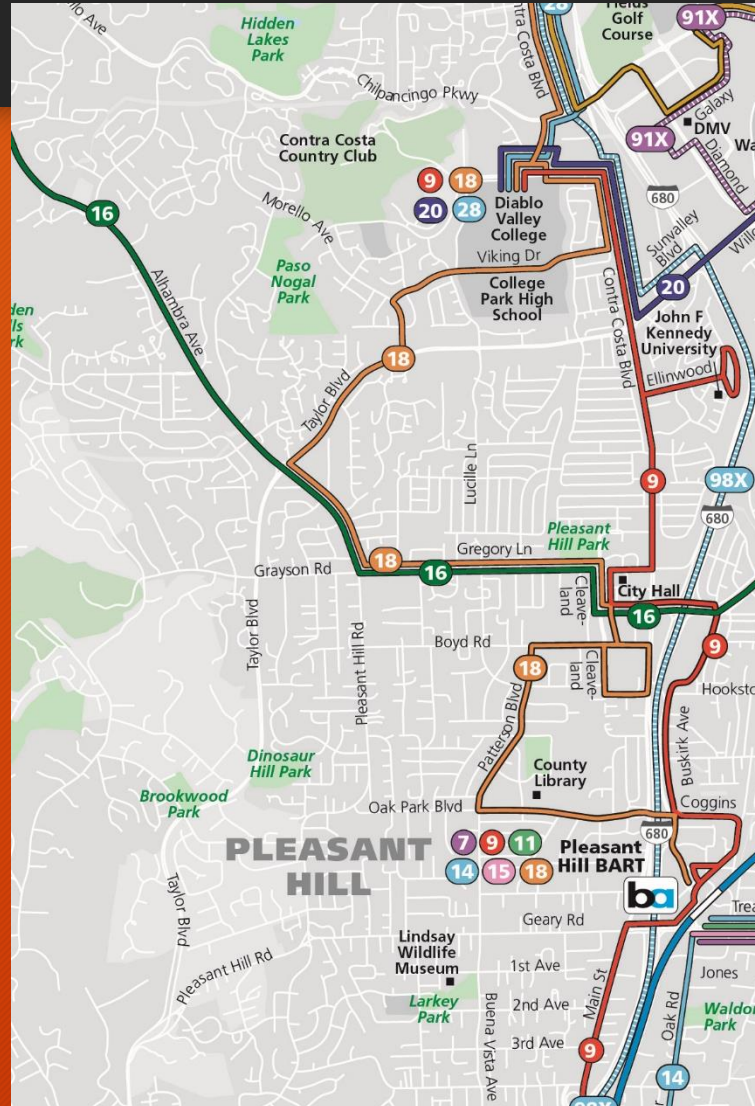 Hidden
Lakes
Park
28
Fields
Golf
Course
91X
Contra Costa Blvd
Chilpancingo Pkwy
Galaxy
DMV
91X
Diamond
Contra Costa
Country Club
9
18
20
28
Diablo
Valley
College
680
16
Morello Ave
Sunvalley
Blvd
Viking Dr
20
Alhambra Ave
Paso
Nogal
Park
College
Park High
School
Contra Costa Blvd
John F
Kennedy
University
18
Ellinwood
Taylor Blvd
Lucille Ln
9
98X
680
Pleasant
Hill Park
Gregory Ln
18
16
Grayson Rd
City Hall
Cleave-
land
16
Taylor Blvd
Pleasant Hill Rd
Boyd Rd
18
Cleave-
land
9
Patterson Blvd
Buskirk Ave
Dinosaur
Hill Park
County
Library
Brookwood
Park
Oak Park Blvd
Coggins
680
PLEASANT
HILL
7
9
11
14
15
18
Pleasant
Hill BART
ba
Taylor Blvd
Geary Rd
Lindsay
Wildlife
Museum
Pleasant Hill Rd
1st Ave
Jones
Larkey
Park
Buena Vista Ave
2nd Ave
Main St
Oak Rd
3rd Ave
Park
9
14
98X